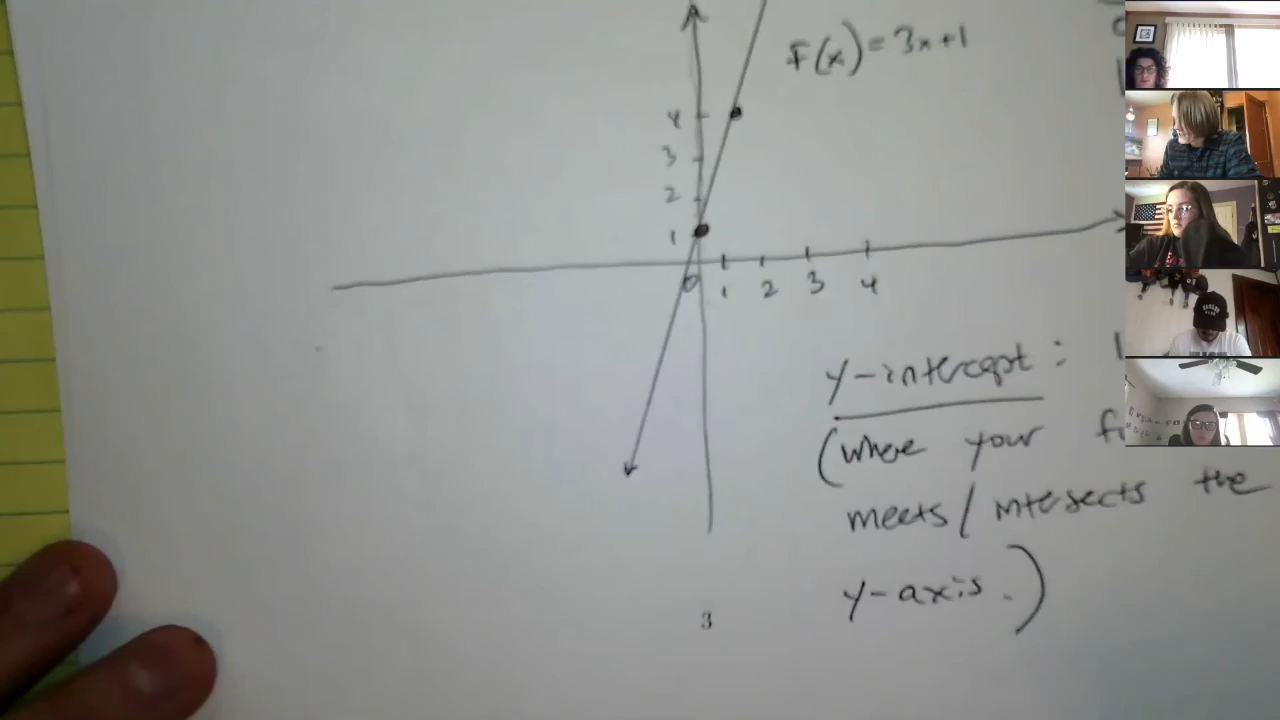 F(x) = 3x+1
4
3
2
1
0 1 2 3 4
y-intercept: 1
(where your
meets/intersects the
y-axis.)
3